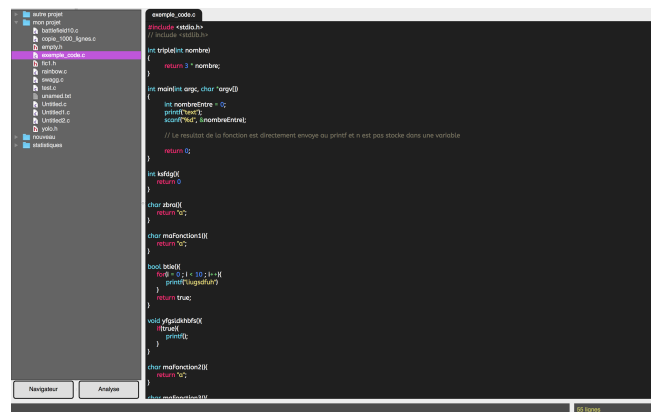 autre projet
mon projet
battlefield10.c
copie_1000_lignes.c
empty.h
exemple_code.c
fic1.h
rainbow.c
swagg.c
test.c
unamed.txt
Untitled.c
Untitled1.c
Untitled2.c
yolo.h
nouveau
statistiques
Navigateur
Analyse
exemple_code.c
#include <stdio.h>
// include <stdlib.h>
int triple(int nombre)
{
return 3 * nombre;
}
int main(int argc, char *argv[])
{
int nombreEntre = 0;
printf("text");
scanf("%d", &nombreEntre);
// Le resultat de la fonction est directement envoye au printf et n est pas stocke dans une variable
return 0;
}
int ksfdg(){
return 0
}
char zbra(){
return "a";
}
char maFonction1(){
return "a";
}
bool btle(){
for(i = 0 ; i < 10 ; i++){
printf("liugsdfuh")
}
return true;
}
void yfgsldkhbfs(){
if(true){
printf();
}
}
char maFonction2(){
return "a";
}
char maFonction3(){
55 lignes